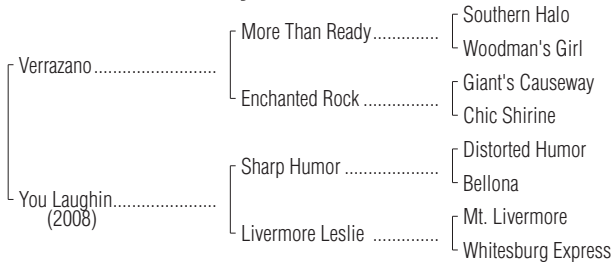 Southern Halo
More Than Ready..............
Woodman's Girl
Verrazano.........................
Giant's Causeway
Enchanted Rock ................
Chic Shirine
Distorted Humor
Sharp Humor ....................
Bellona
You Laughin.....................
(2008)
Mt. Livermore
Livermore Leslie ..............
Whitesburg Express